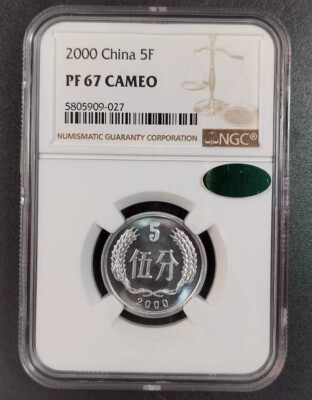 2000 China 5F
PF 67 CAMEO
5805909-027
NUMISMATIC GUARANTY CORPORATION
NGC®
5
伍分
2000